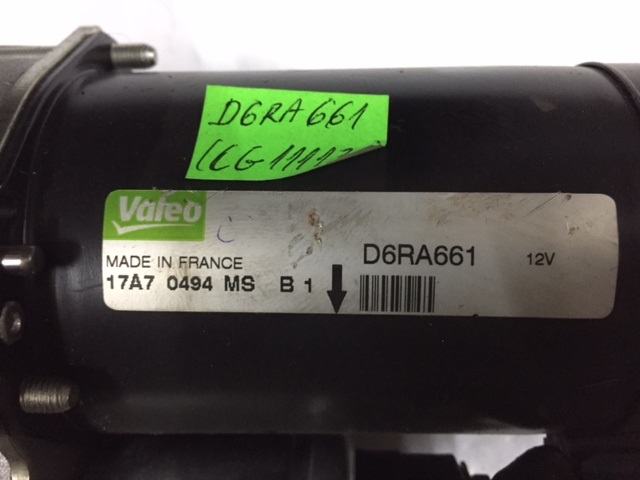 D6RA661
Valeo
MADE IN FRANCE
17A7 0494 MS B 1
D6RA661 12V